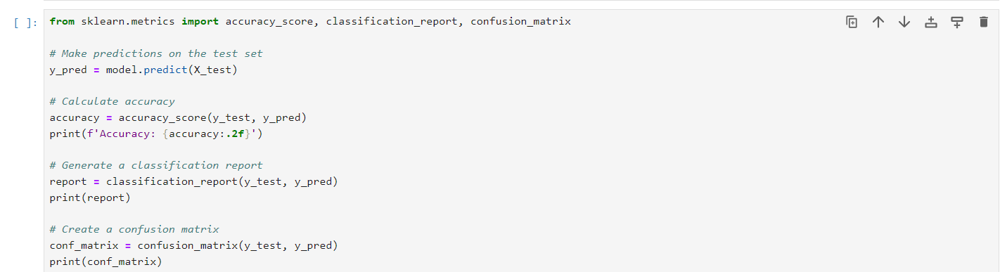 [ ]: from sklearn.metrics import accuracy_score, classification_report, confusion_matrix
# Make predictions on the test set
y_pred = model.predict(X_test)
# Calculate accuracy
accuracy = accuracy_score(y_test, y_pred)
print(f'Accuracy: {accuracy:.2f}')
# Generate a classification report
report = classification_report(y_test, y_pred)
print(report)
# Create a confusion matrix
conf_matrix = confusion_matrix(y_test, y_pred)
print(conf_matrix)